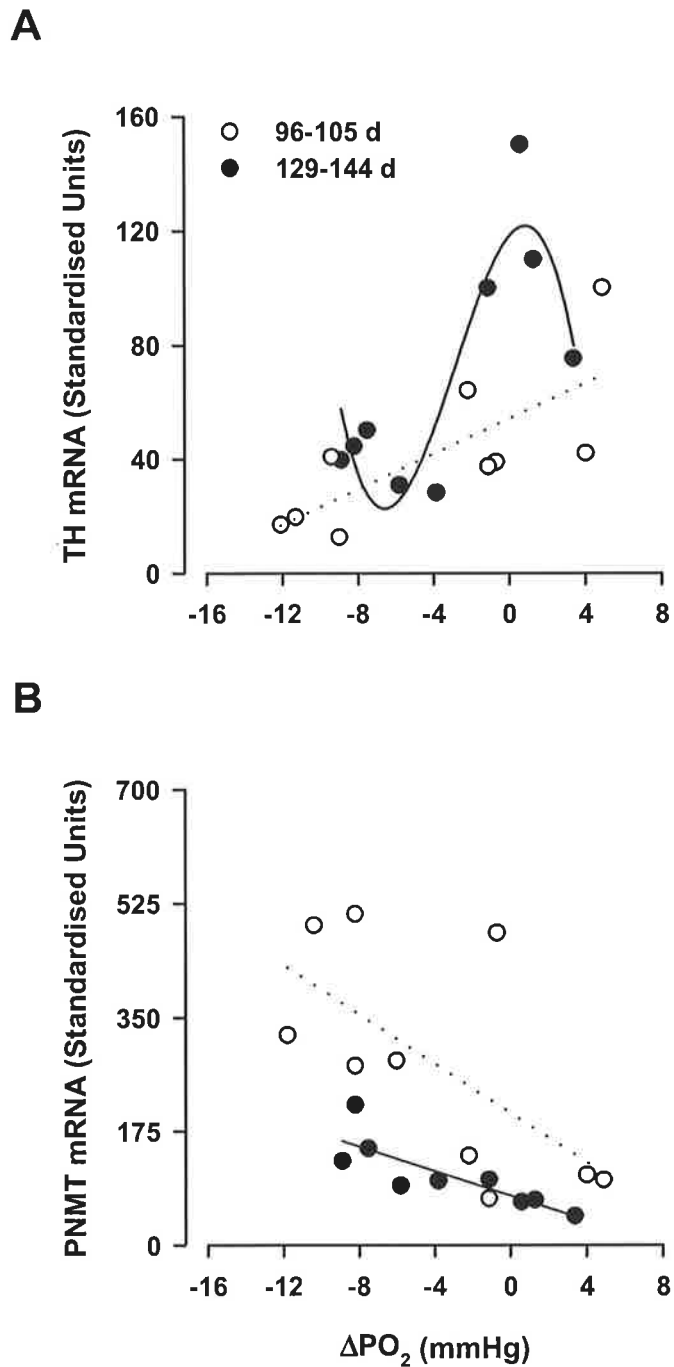 A
TH mRNA (Standardised Units)
160
120
80
40
0
96-105 d
129-144 d
-16 -12 -8 -4 0 4 8
B
PNMT mRNA (Standardised Units)
700
525
350
175
0
-16 -12 -8 -4 0 4 8
ΔPO₂ (mmHg)